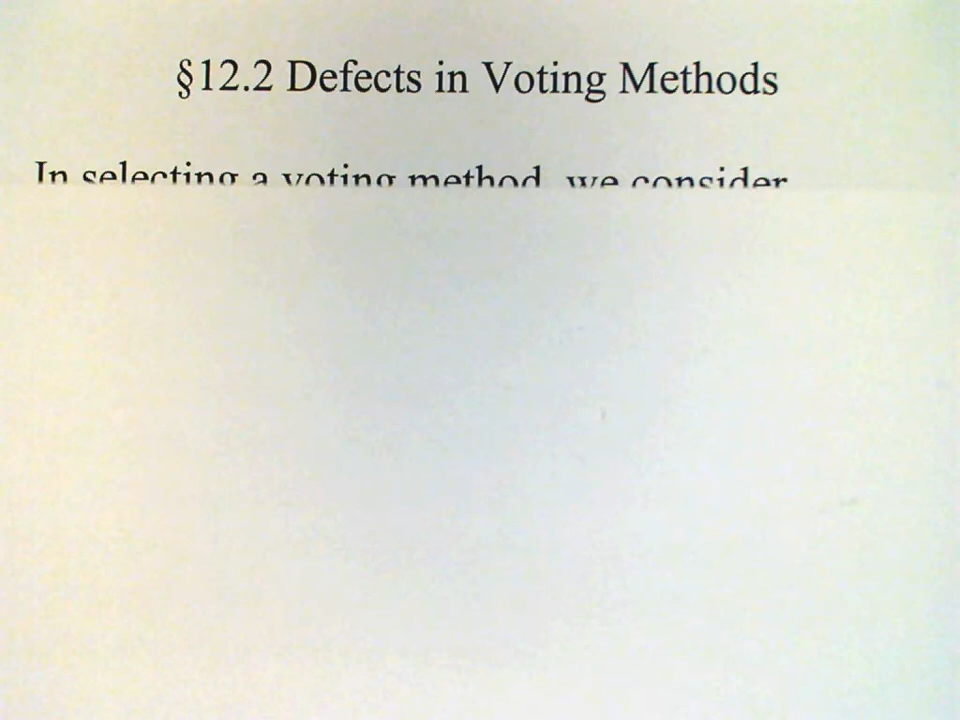 §12.2 Defects in Voting Methods
In selecting a voting method, we consider